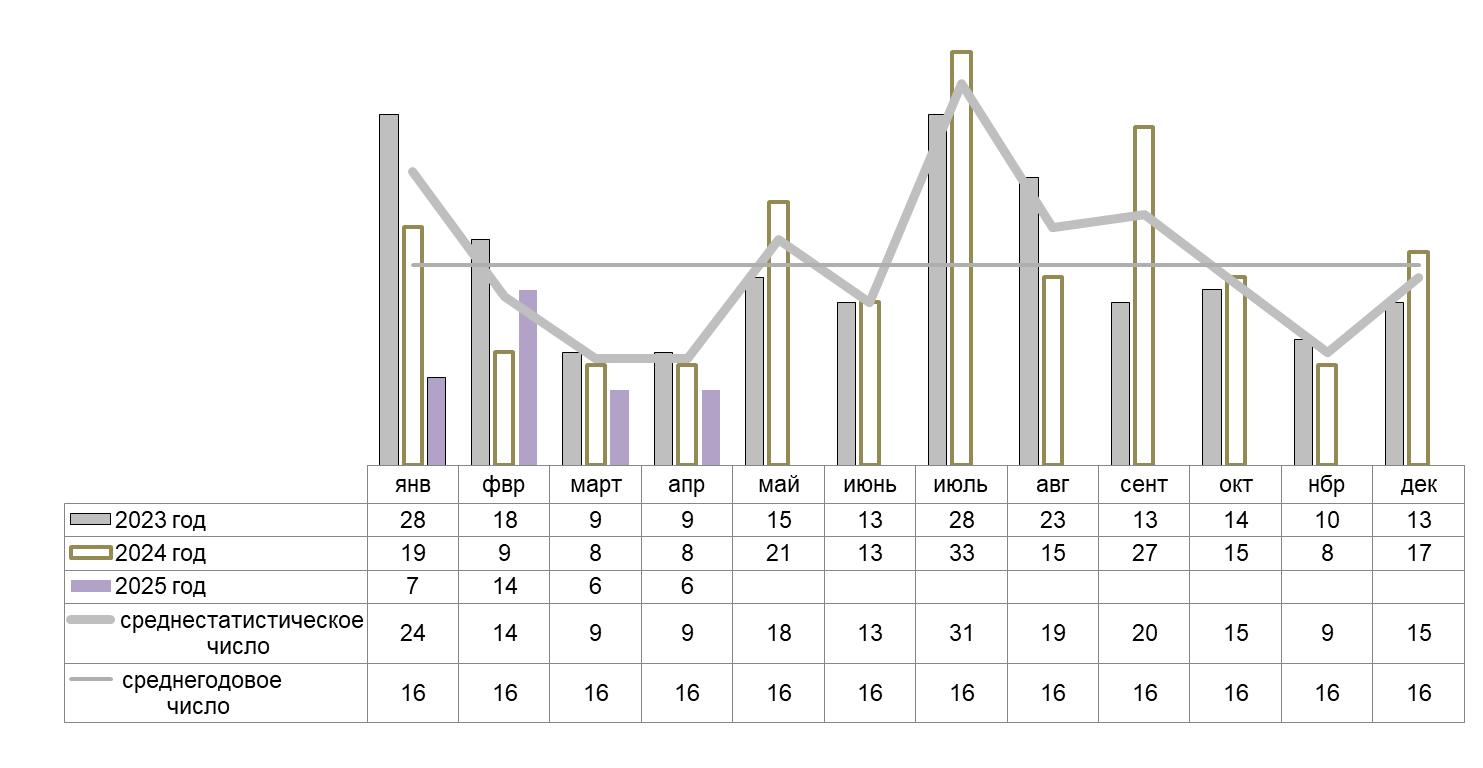 янв фвр март апр май июнь июль авг сент окт нбр дек
2023 год 28 18 9 9 15 13 28 23 13 14 10 13
2024 год 19 9 8 8 21 13 33 15 27 15 8 17
2025 год 7 14 6 6
среднестатистическое
число 24 14 9 9 18 13 31 19 20 15 9 15
среднегодовое
число 16 16 16 16 16 16 16 16 16 16 16 16